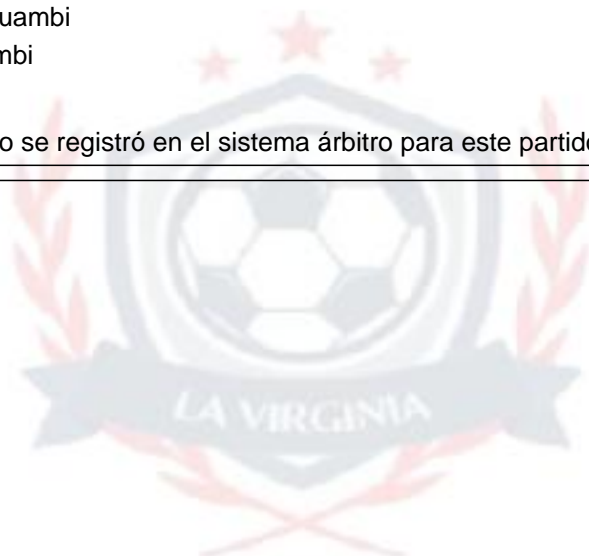 uambi
mbi
o se registró en el sistema árbitro para este partido
LA VIRGINIA